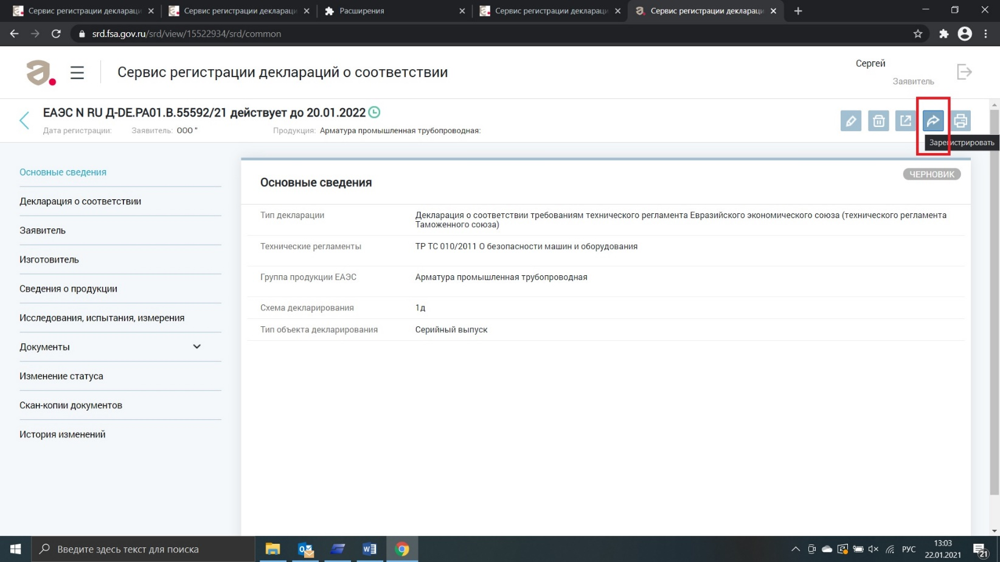 Сервис регистрации деклараци
Сервис регистрации деклараци
Расширения
Сервис регистрации деклараци
Сервис регистрации деклараци
srd.fsa.gov.ru/srd/view/15522934/srd/common
Сервис регистрации деклараций о соответствии
Сергей
Заявитель
ЕАЭС N RU Д-DE.РА01.В.55592/21 действует до 20.01.2022
Дата регистрации: Заявитель: ООО " Продукция: Арматура промышленная трубопроводная:
Зарегистрировать
Основные сведения
Декларация о соответствии
Заявитель
Изготовитель
Сведения о продукции
Исследования, испытания, измерения
Документы
Изменение статуса
Скан-копии документов
История изменений
Основные сведения
ЧЕРНОВИК
Тип декларации
Декларация о соответствии требованиям технического регламента Евразийского экономического союза (технического регламента
Таможенного союза)
Технические регламенты
ТР ТС 010/2011 О безопасности машин и оборудования
Группа продукции ЕАЭС
Арматура промышленная трубопроводная
Схема декларирования
1д
Тип объекта декларирования
Серийный выпуск
Введите здесь текст для поиска
РУС
13:03
22.01.2021
21